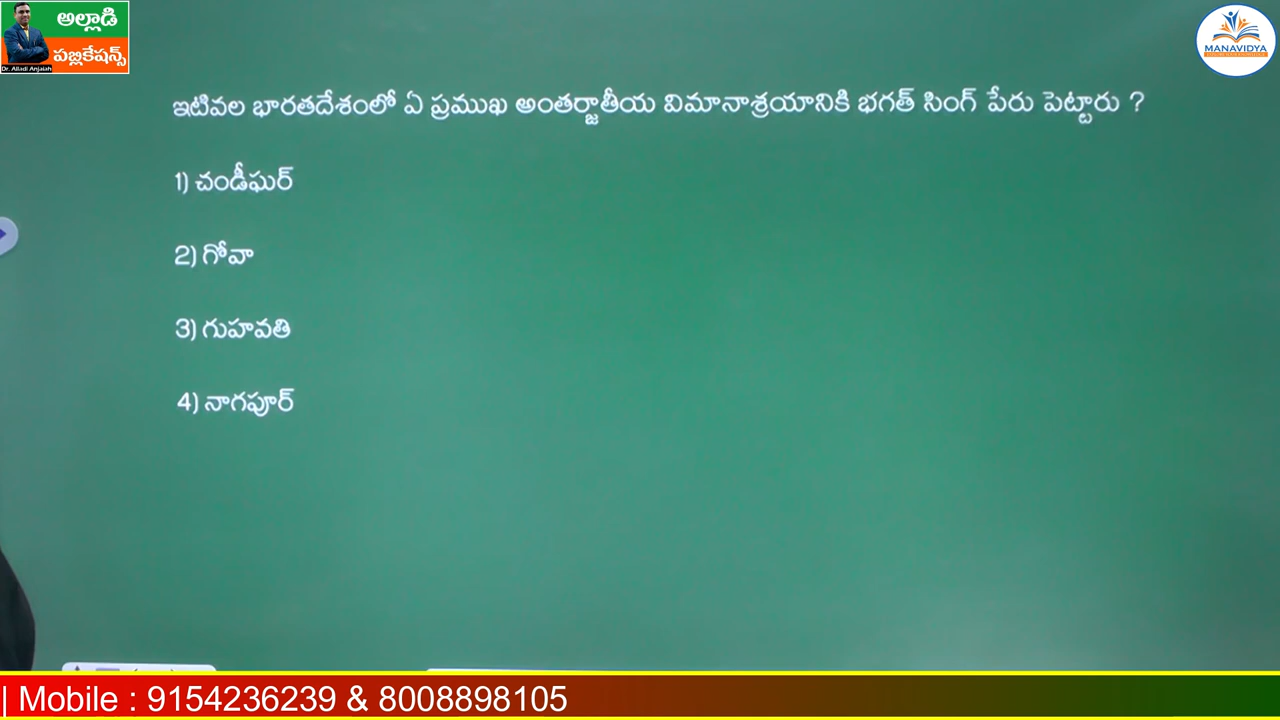 అల్లాడి
పబ్లికేషన్స్
Dr. Alladi Anjaiah
MANAVIDYA
ఇటివల భారతదేశంలో ఏ ప్రముఖ అంతర్జాతీయ విమానాశ్రయానికి భగత్ సింగ్ పేరు పెట్టారు ?
1) చండీఘర్
2) గోవా
3) గుహవతి
4) నాగపూర్
| Mobile : 9154236239 & 8008898105